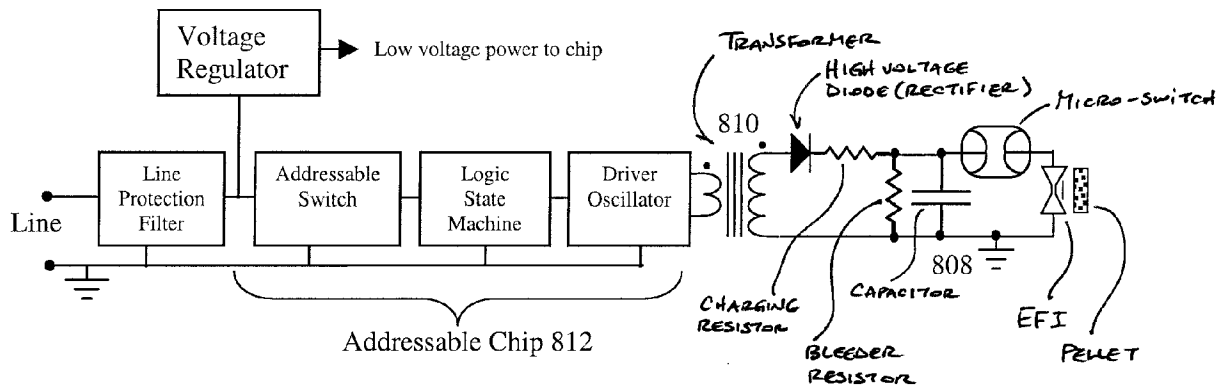 Voltage
Regulator
Low voltage power to chip
TRANSFORMER
HIGH VOLTAGE
DIODE (RECTIFIER)
MICRO-SWITCH
810
Line
Line
Protection
Filter
Addressable
Switch
Logic
State
Machine
Driver
Oscillator
808
CHARGING
RESISTOR
CAPACITOR
BLEEDER
RESISTOR
EFI
PELLET
Addressable Chip 812